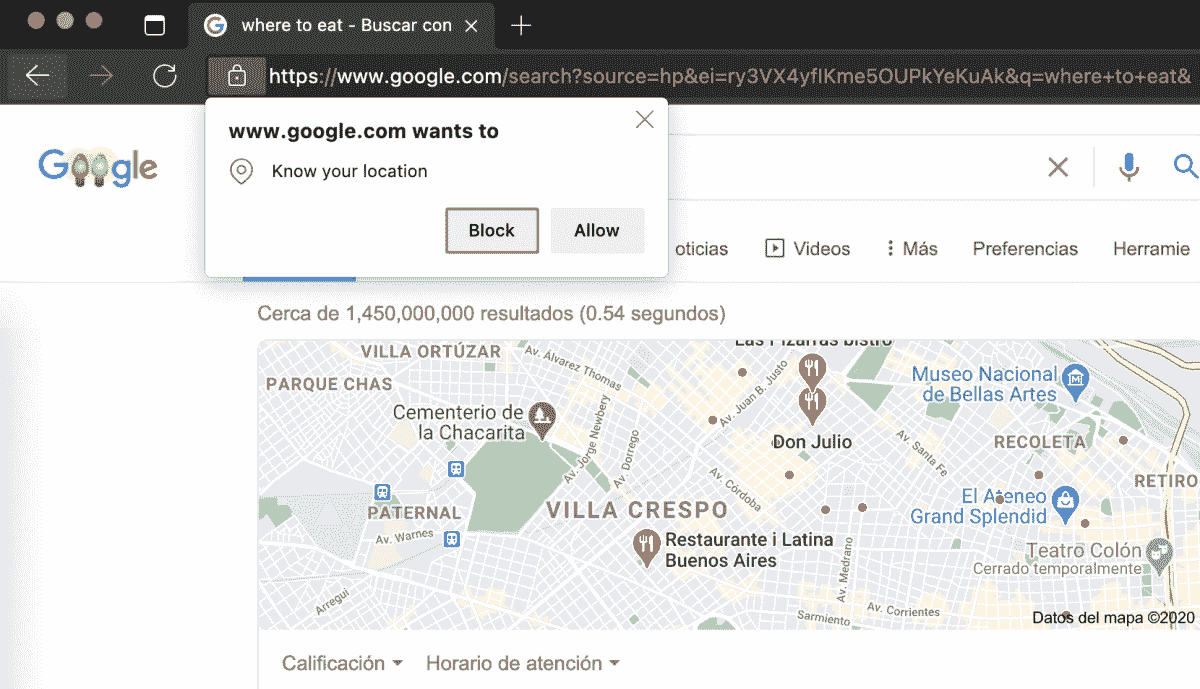 where to eat - Buscar con
https://www.google.com/search?source=hp&ei=ry3VX4yfIKme5OUPkYeKuAk&q=where+to+eat&
www.google.com wants to
Know your location
Block
Allow
Google
oticias
Videos
Más
Preferencias
Herramie
Cerca de 1,450,000,000 resultados (0.54 segundos)
Las Pizarras bistró
VILLA ORTÚZAR
Av. Álvarez Thomas
PARQUE CHAS
Av. Juan B. Justo
Museo Nacional
de Bellas Artes
Cementerio de
la Chacarita
Av. Jorge Newbery
Av. Dorrego
Don Julio
Av. Santa Fe
RECOLETA
RETIRO
Av. Córdoba
El Ateneo
Grand Splendid
PATERNAL
VILLA CRESPO
Av. Warnes
Restaurante i Latina
Buenos Aires
Av. Medrano
Teatro Colón
Cerrado temporalmente
Arregui
Sarmiento
Av. Corrientes
Datos del mapa ©2020
Calificación
Horario de atención